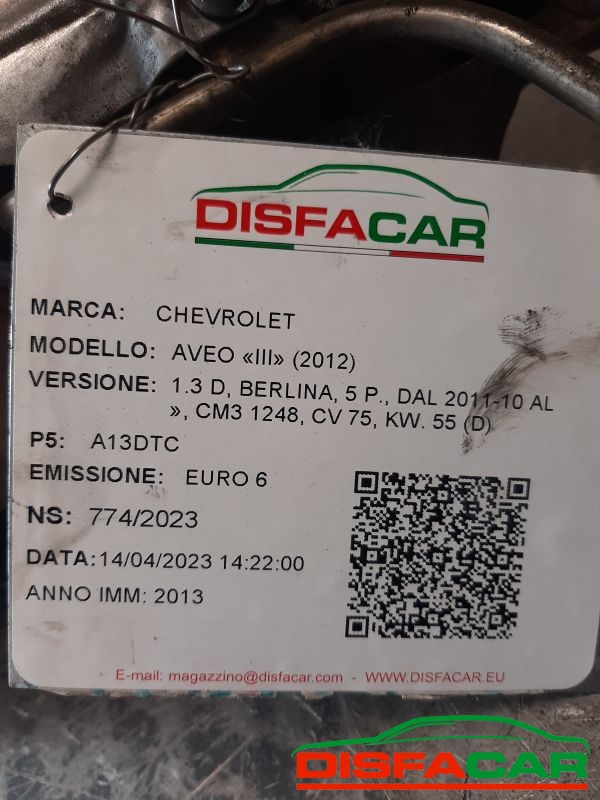 DISFACAR
MARCA: CHEVROLET
MODELLO: AVEO «III» (2012)
VERSIONE: 1.3 D, BERLINA, 5 P., DAL 2011-10 AL
», CM3 1248, CV 75, KW. 55 (D)
P5: A13DTC
EMISSIONE: EURO 6
NS: 774/2023
DATA:14/04/2023 14:22:00
ANNO IMM: 2013
E-mail: magazzino@disfacar.com - WWW.DISFACAR.EU
DISFACAR